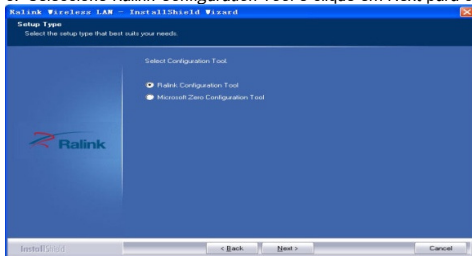 Ralink Wireless LAN - InstallShield Wizard
Setup Type
Select the setup type that best suits your needs.
Select Configuration Tool.
Ralink Configuration Tool
Microsoft Zero Configuration Tool
Ralink
InstallShield
< Back
Next >
Cancel